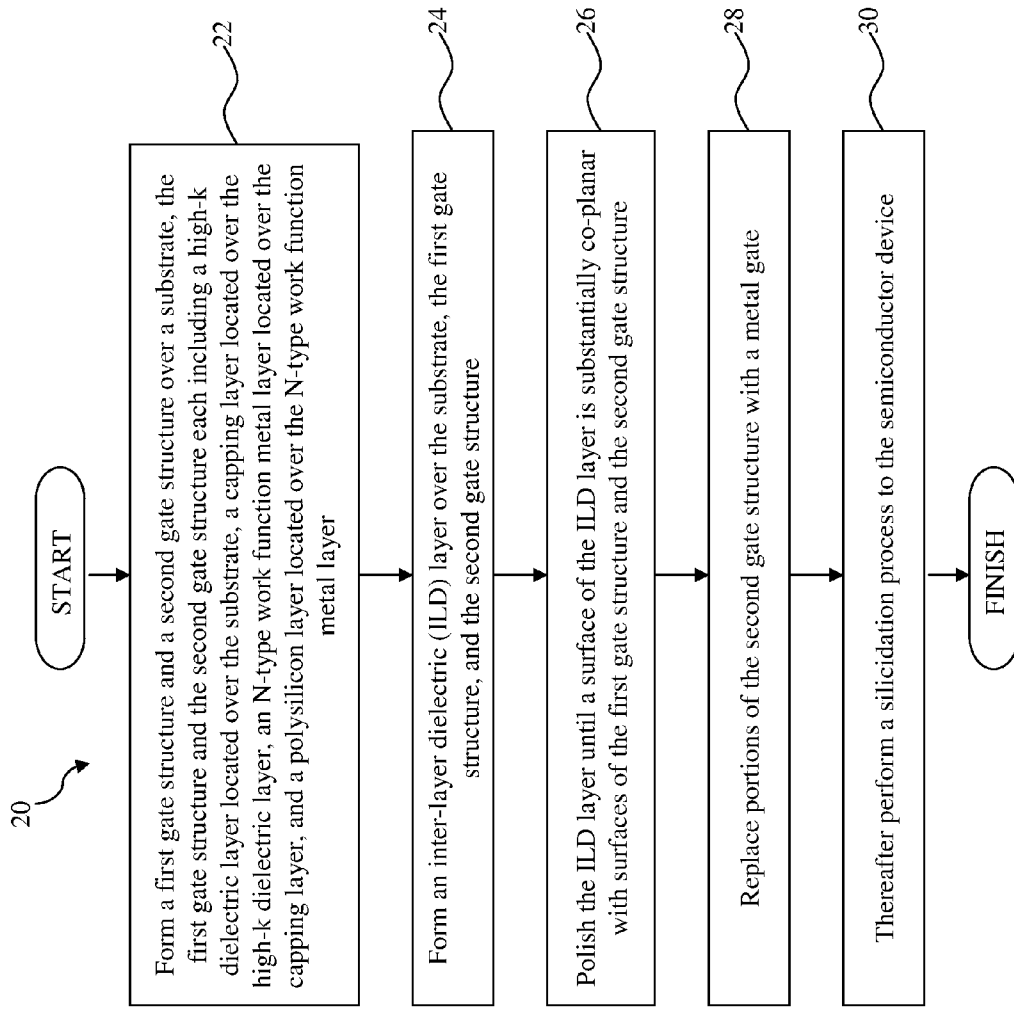 20
START
Form a first gate structure and a second gate structure over a substrate, the
first gate structure and the second gate structure each including a high-k
dielectric layer located over the substrate, a capping layer located over the
high-k dielectric layer, an N-type work function metal layer located over the
capping layer, and a polysilicon layer located over the N-type work function
metal layer
22
Form an inter-layer dielectric (ILD) layer over the substrate, the first gate
structure, and the second gate structure
24
Polish the ILD layer until a surface of the ILD layer is substantially co-planar
with surfaces of the first gate structure and the second gate structure
26
Replace portions of the second gate structure with a metal gate
28
Thereafter perform a silicidation process to the semiconductor device
30
FINISH